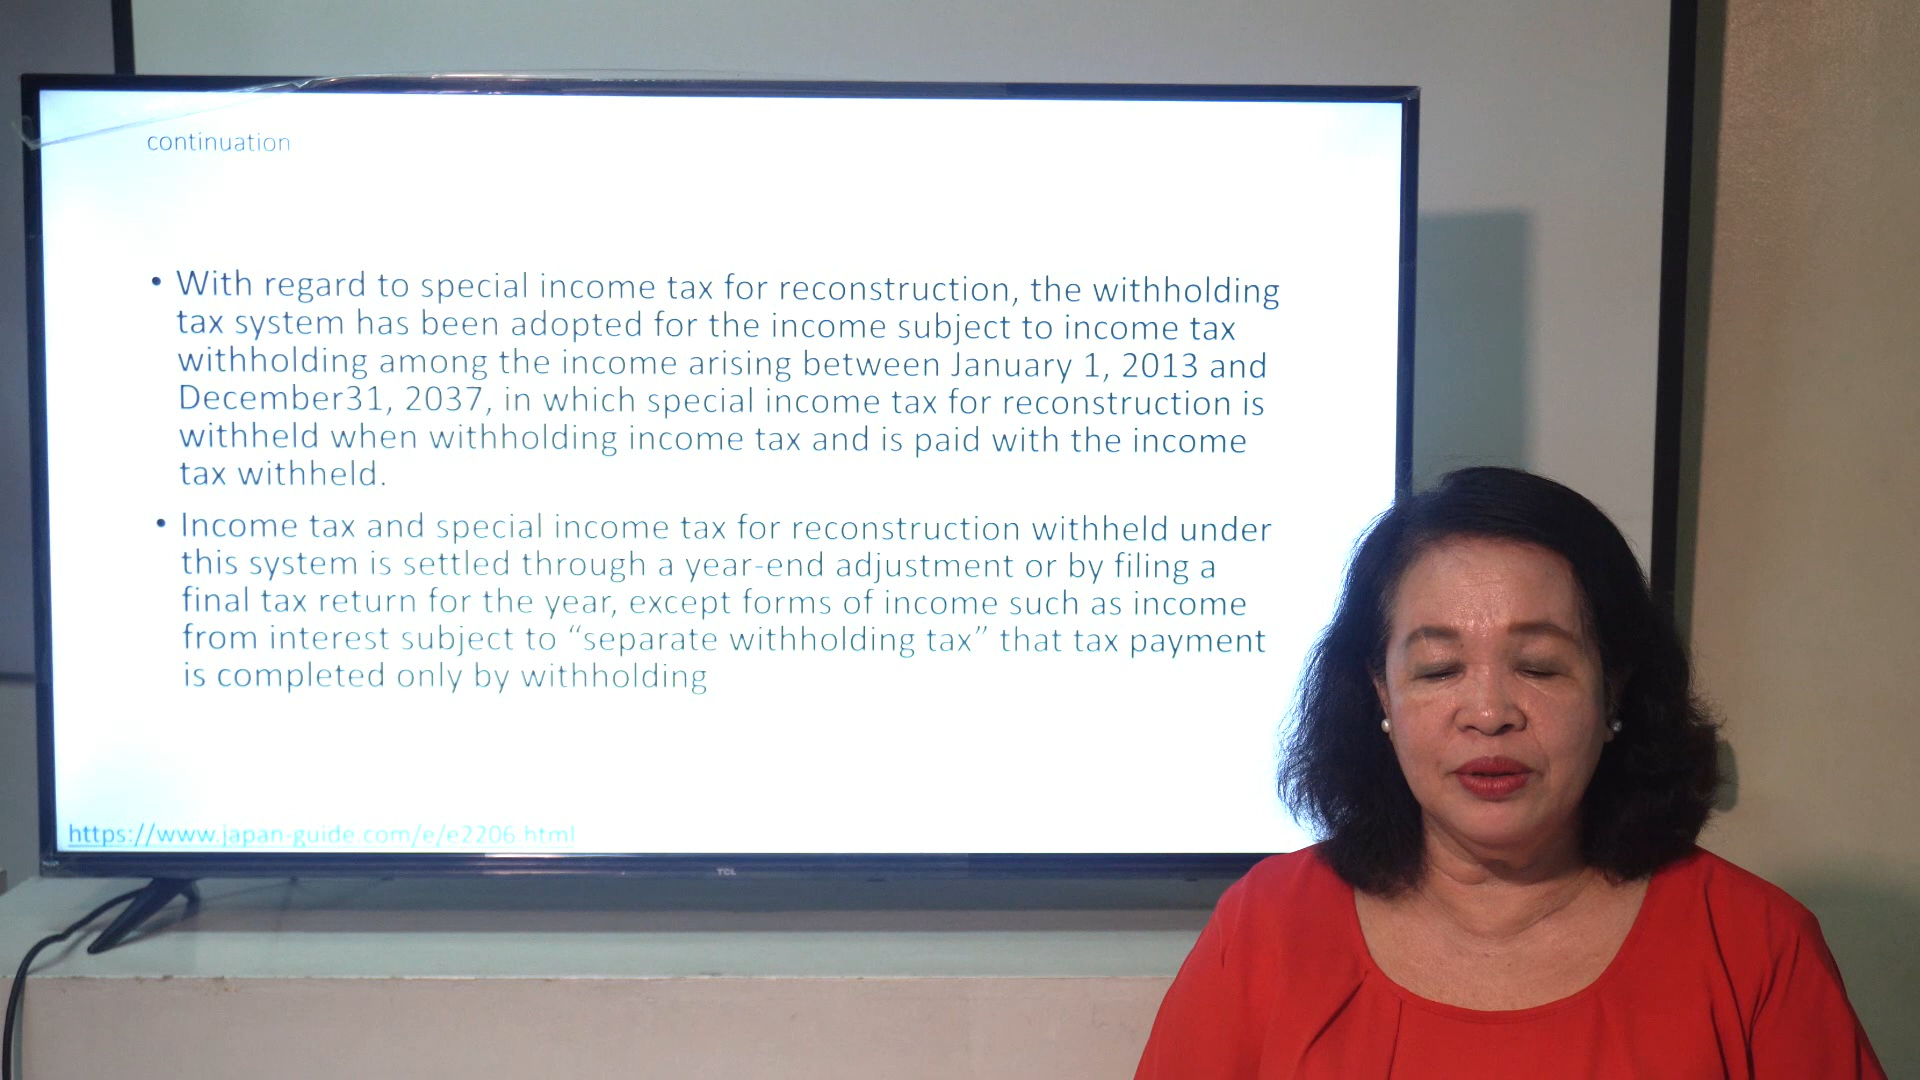 continuation
• With regard to special income tax for reconstruction, the withholding
tax system has been adopted for the income subject to income tax
withholding among the income arising between January 1, 2013 and
December31, 2037, in which special income tax for reconstruction is
withheld when withholding income tax and is paid with the income
tax withheld.
• Income tax and special income tax for reconstruction withheld under
this system is settled through a year-end adjustment or by filing a
final tax return for the year, except forms of income such as income
from interest subject to “separate withholding tax” that tax payment
is completed only by withholding
https://www.japan-guide.com/e/e2206.html
TCL